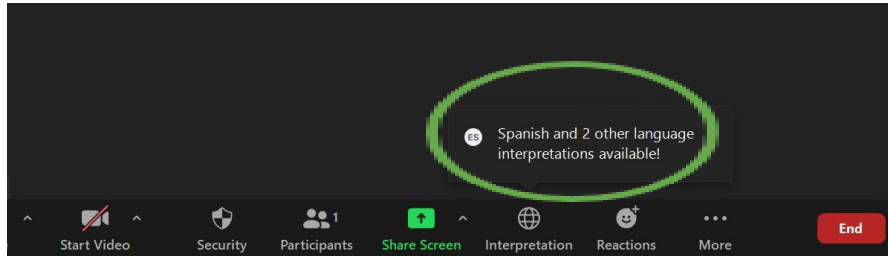 ES Spanish and 2 other language
interpretations available!
1
Start Video Security Participants Share Screen Interpretation Reactions More End